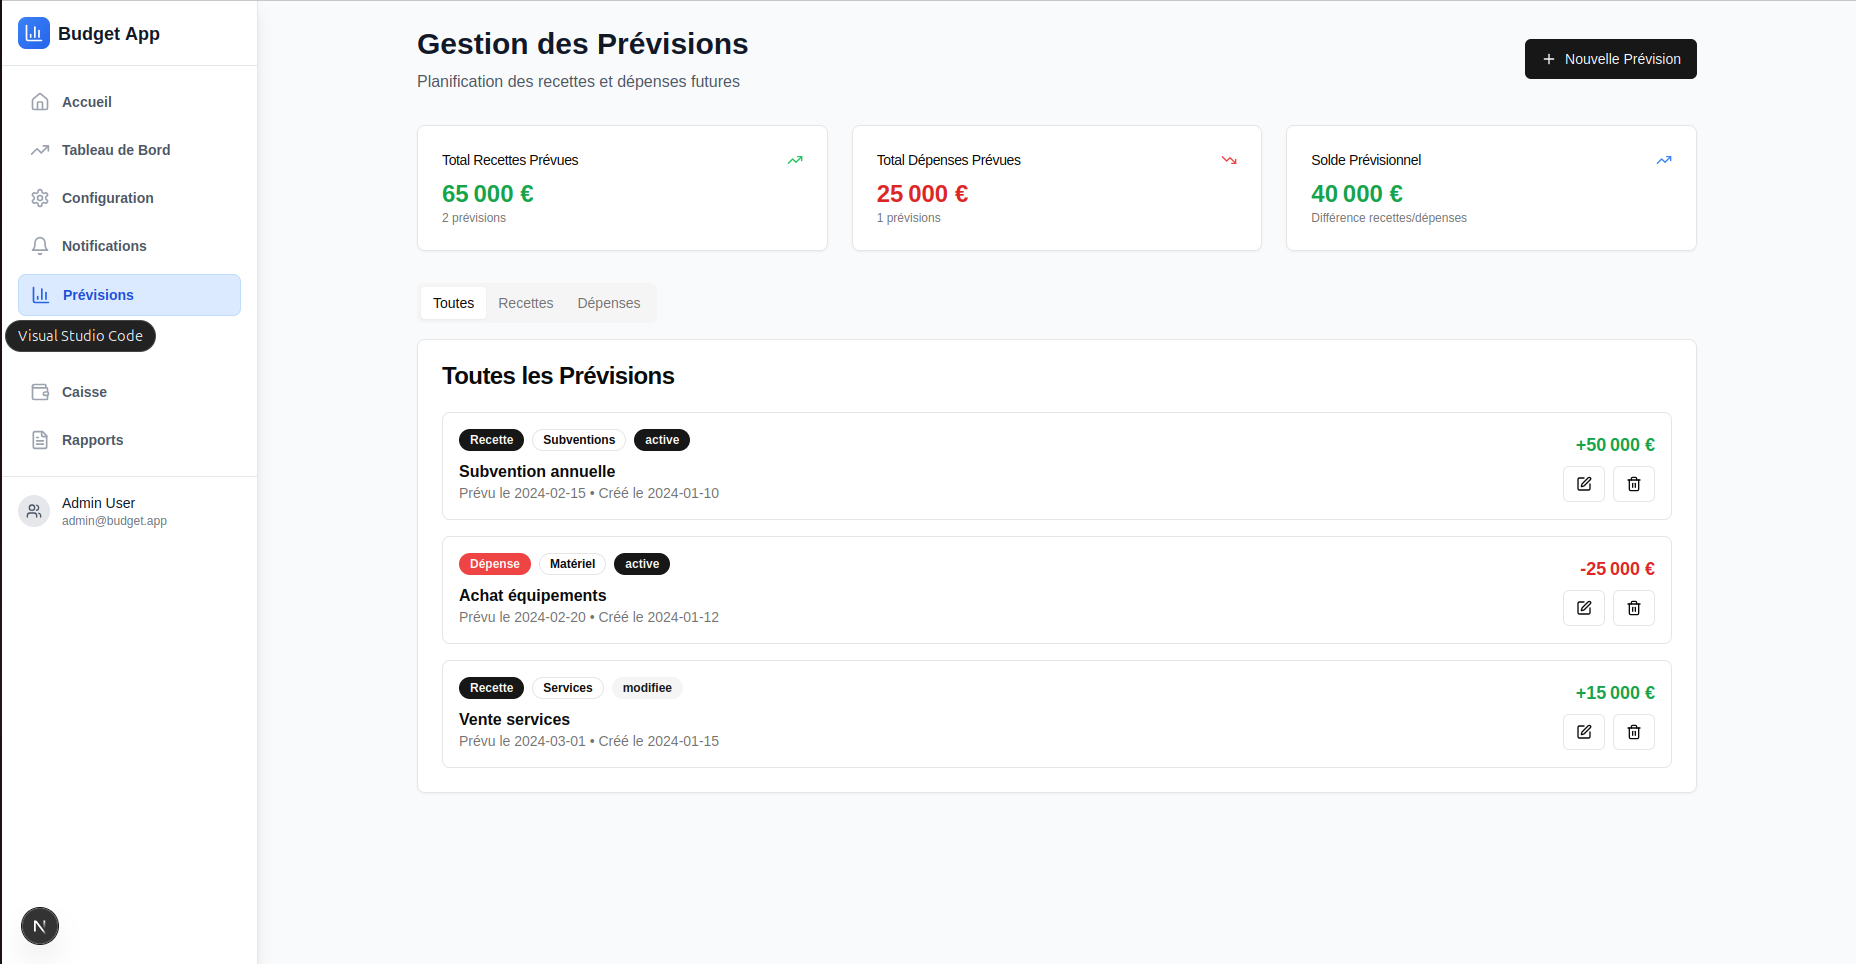 Budget App
Accueil
Tableau de Bord
Configuration
Notifications
Prévisions
Visual Studio Code
Caisse
Rapports
Admin User
admin@budget.app
N
Gestion des Prévisions
Planification des recettes et dépenses futures
Nouvelle Prévision
Total Recettes Prévues
65 000 €
2 prévisions
Total Dépenses Prévues
25 000 €
1 prévisions
Solde Prévisionnel
40 000 €
Différence recettes/dépenses
Toutes Recettes Dépenses
Toutes les Prévisions
Recette Subventions active
Subvention annuelle
Prévu le 2024-02-15 • Créé le 2024-01-10
+50 000 €
Dépense Matériel active
Achat équipements
Prévu le 2024-02-20 • Créé le 2024-01-12
-25 000 €
Recette Services modifiee
Vente services
Prévu le 2024-03-01 • Créé le 2024-01-15
+15 000 €